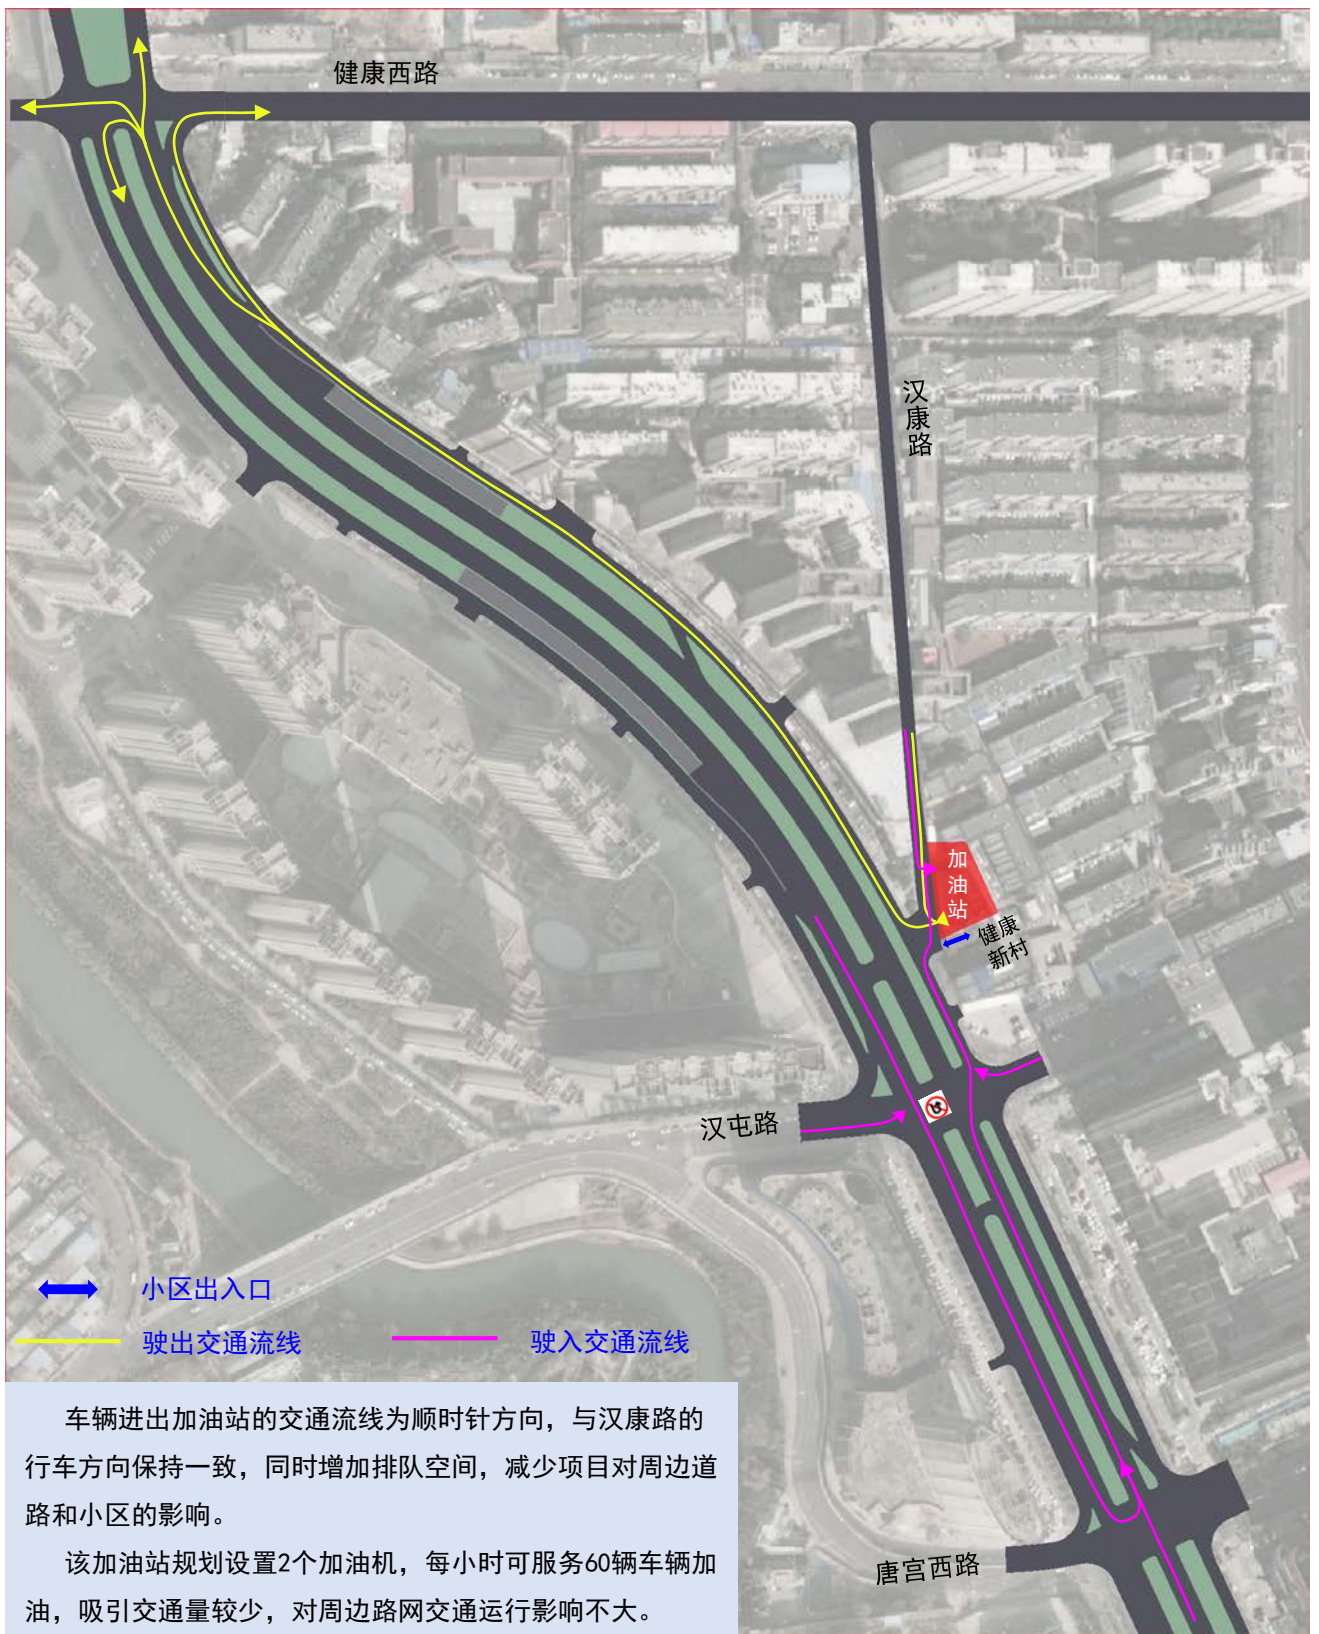 健康西路
汉
康
路
加
油
站
健康
新村
汉屯路
小区出入口
驶出交通流线
驶入交通流线
车辆进出加油站的交通流线为顺时针方向，与汉康路的
行车方向保持一致，同时增加排队空间，减少项目对周边道
路和小区的影响。
该加油站规划设置2个加油机，每小时可服务60辆车辆加
油，吸引交通量较少，对周边路网交通运行影响不大。
唐宫西路